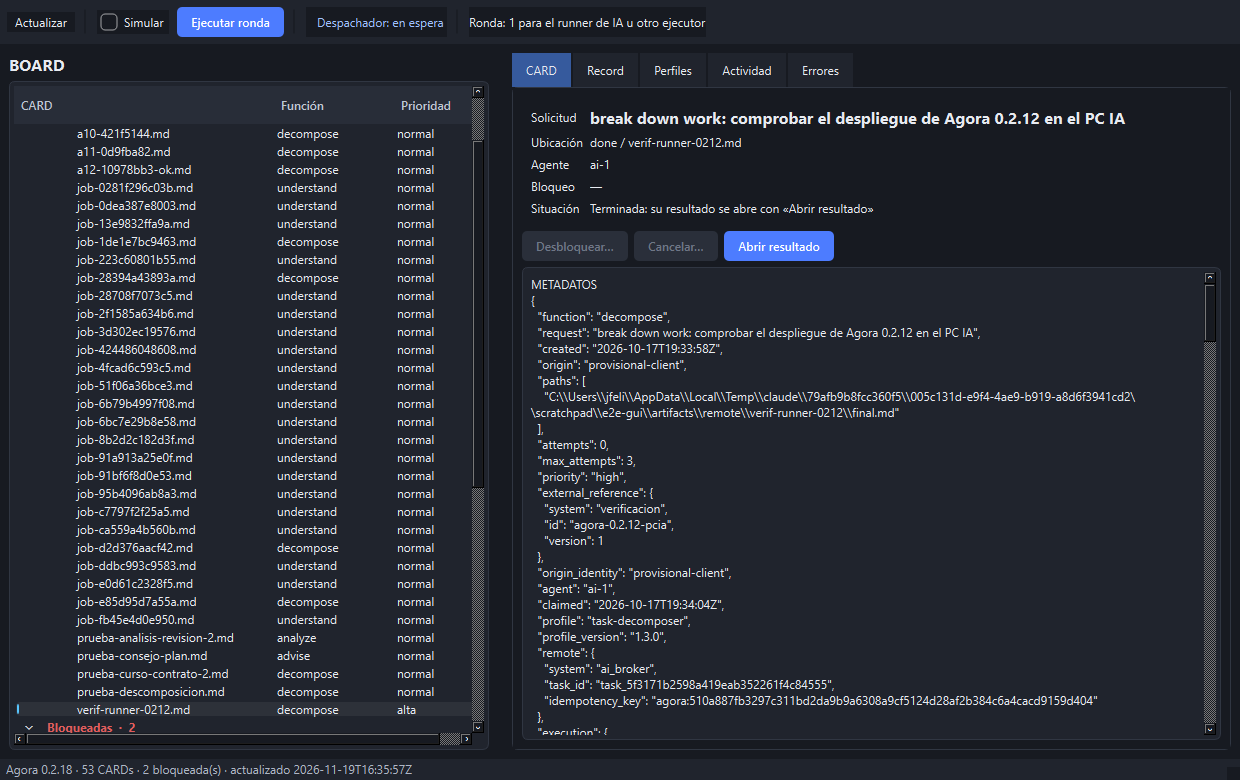 Actualizar
Simular
Ejecutar ronda
Despachador: en espera
Ronda: 1 para el runner de IA u otro ejecutor
BOARD
CARD Función Prioridad
a10-421f5144.md decompose normal
a11-0d9fba82.md decompose normal
a12-10978bb3-ok.md decompose normal
job-0281f296c03b.md understand normal
job-0dea387e8003.md understand normal
job-13e9832ffa9a.md understand normal
job-1de1e7bc9463.md decompose normal
job-223c60801b55.md understand normal
job-28394a43893a.md decompose normal
job-28708f7073c5.md understand normal
job-2f1585a634b6.md understand normal
job-3d302ec19576.md understand normal
job-424486048608.md understand normal
job-4fcad6c593c5.md understand normal
job-51f06a36bce3.md understand normal
job-6b79b4997f08.md understand normal
job-6bc7e29b8e58.md understand normal
job-8b2d2c182d3f.md understand normal
job-91a913a25e0f.md understand normal
job-91bf6f8d0e53.md understand normal
job-95b4096ab8a3.md understand normal
job-c7797f2f25a5.md understand normal
job-ca559a4b560b.md understand normal
job-d2d376aacf42.md decompose normal
job-ddbc993c9583.md understand normal
job-e0d61c2328f5.md understand normal
job-e85d95d7a55a.md decompose normal
job-fb45e4d0e950.md understand normal
prueba-analisis-revision-2.md analyze normal
prueba-consejo-plan.md advise normal
prueba-curso-contrato-2.md decompose normal
prueba-descomposicion.md decompose normal
verif-runner-0212.md decompose alta
Bloqueadas · 2
CARD Record Perfiles Actividad Errores
Solicitud break down work: comprobar el despliegue de Agora 0.2.12 en el PC IA
Ubicación done / verif-runner-0212.md
Agente ai-1
Bloqueo —
Situación Terminada: su resultado se abre con «Abrir resultado»
Desbloquear... Cancelar... Abrir resultado
METADATOS
{
"function": "decompose",
"request": "break down work: comprobar el despliegue de Agora 0.2.12 en el PC IA",
"created": "2026-10-17T19:33:58Z",
"origin": "provisional-client",
"paths": [
"C:\\Users\\jfeli\\AppData\\Local\\Temp\\claude\\79afb9b8fcc360f5\\005c131d-e9f4-4ae9-b919-a8d6f3941cd2\
\scratchpad\\e2e-gui\\artifacts\\remote\\verif-runner-0212\\final.md"
],
"attempts": 0,
"max_attempts": 3,
"priority": "high",
"external_reference": {
"system": "verificacion",
"id": "agora-0.2.12-pcia",
"version": 1
},
"origin_identity": "provisional-client",
"agent": "ai-1",
"claimed": "2026-10-17T19:34:04Z",
"profile": "task-decomposer",
"profile_version": "1.3.0",
"remote": {
"system": "ai_broker",
"task_id": "task_5f3171b2598a419eab352261f4c84555",
"idempotency_key": "agora:510a887fb3297c311bd2da9b9a6308a9cf5124d28af2b384c6a4cacd9159d404"
},
"execution": {
Agora 0.2.18 · 53 CARDs · 2 bloqueada(s) · actualizado 2026-11-19T16:35:57Z